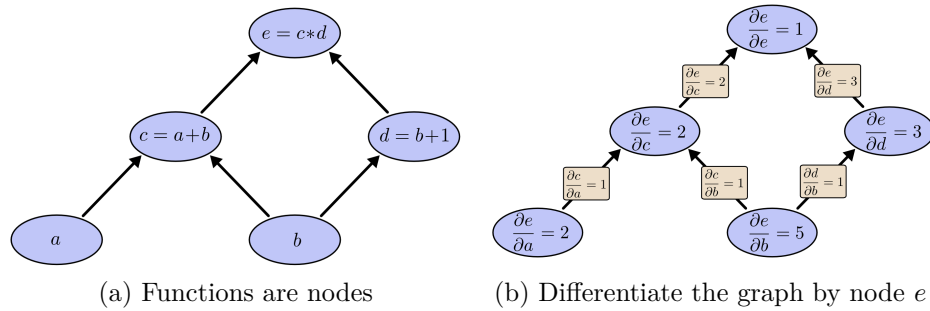 e = c*d
c = a+b
d = b+1
a
b
(a) Functions are nodes
∂e/∂e = 1
∂e/∂c = 2
∂e/∂d = 3
∂e/∂c = 2
∂e/∂d = 3
∂c/∂a = 1
∂c/∂b = 1
∂d/∂b = 1
∂e/∂a = 2
∂e/∂b = 5
(b) Differentiate the graph by node e